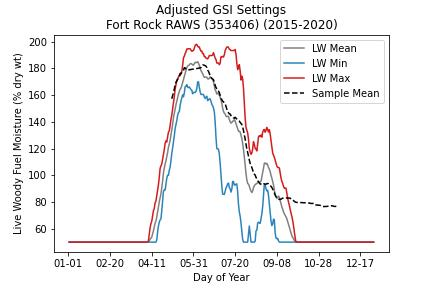 Adjusted GSI Settings
Fort Rock RAWS (353406) (2015-2020)
Live Woody Fuel Moisture (% dry wt)
200
180
160
140
120
100
80
60
LW Mean
LW Min
LW Max
Sample Mean
01-01 02-20 04-11 05-31 07-20 09-08 10-28 12-17
Day of Year